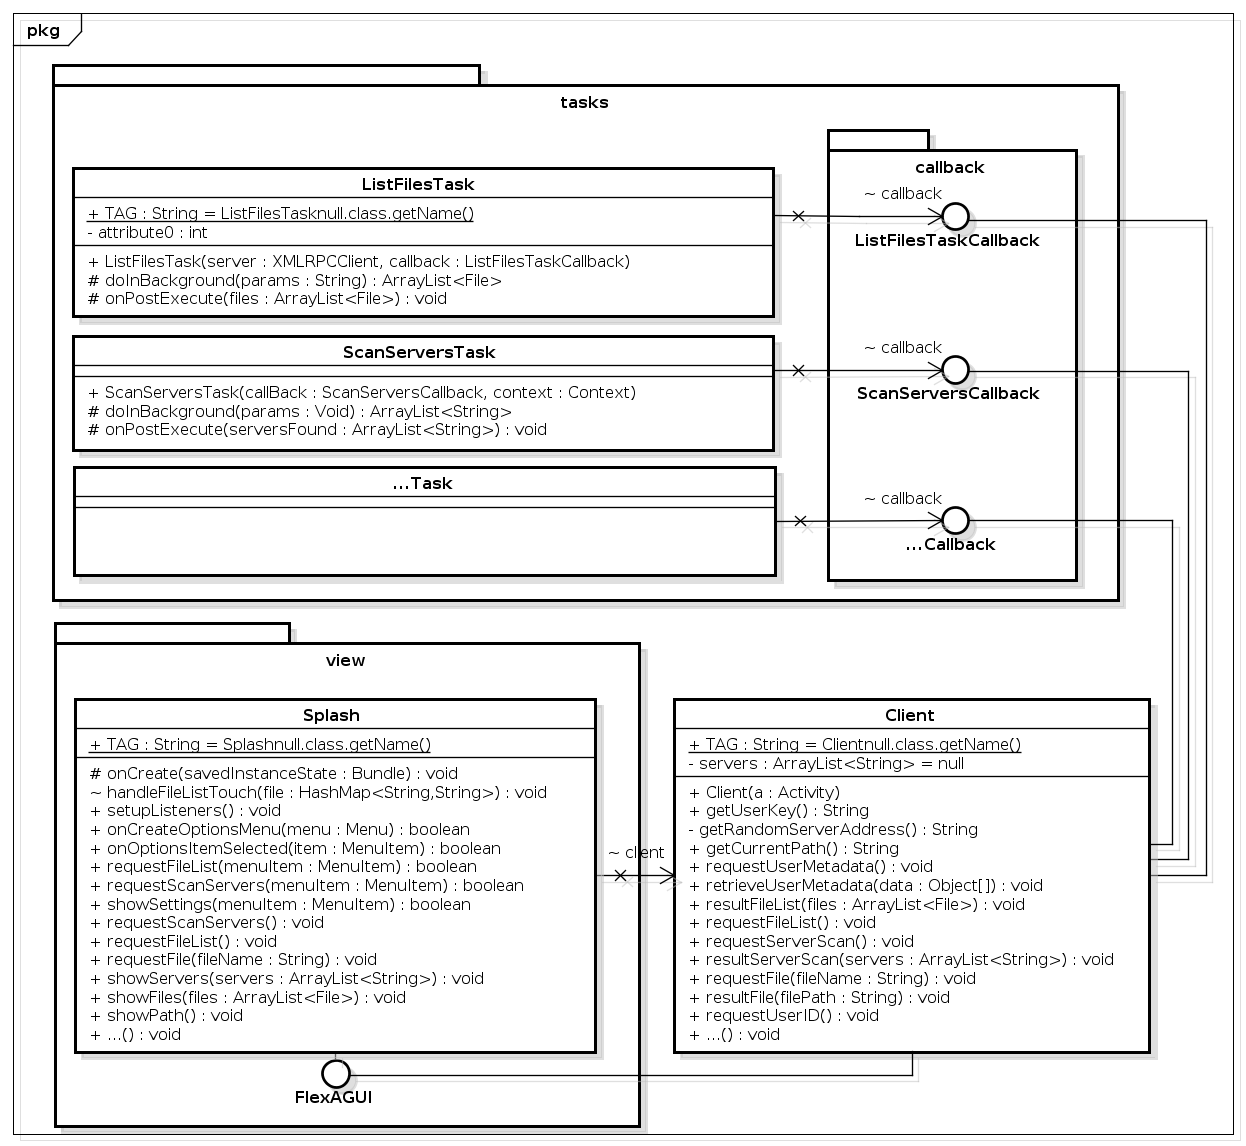 pkg
tasks
ListFilesTask
+ TAG : String = ListFilesTasknull.class.getName()
- attribute0 : int
+ ListFilesTask(server : XMLRPCClient, callback : ListFilesTaskCallback)
# doInBackground(params : String) : ArrayList<File>
# onPostExecute(files : ArrayList<File>) : void
ScanServersTask
+ ScanServersTask(callBack : ScanServersCallback, context : Context)
# doInBackground(params : Void) : ArrayList<String>
# onPostExecute(serversFound : ArrayList<String>) : void
...Task
callback
~ callback
ListFilesTaskCallback
~ callback
ScanServersCallback
~ callback
...Callback
view
Splash
+ TAG : String = Splashnull.class.getName()
# onCreate(savedInstanceState : Bundle) : void
~ handleFileListTouch(file : HashMap<String,String>) : void
+ setupListeners() : void
+ onCreateOptionsMenu(menu : Menu) : boolean
+ onOptionsItemSelected(item : MenuItem) : boolean
+ requestFileList(menuItem : MenuItem) : boolean
+ requestScanServers(menuItem : MenuItem) : boolean
+ showSettings(menuItem : MenuItem) : boolean
+ requestScanServers() : void
+ requestFileList() : void
+ requestFile(fileName : String) : void
+ showServers(servers : ArrayList<String>) : void
+ showFiles(files : ArrayList<File>) : void
+ showPath() : void
+ ...() : void
FlexAGUI
~ client
Client
+ TAG : String = Clientnull.class.getName()
- servers : ArrayList<String> = null
+ Client(a : Activity)
+ getUserKey() : String
- getRandomServerAddress() : String
+ getCurrentPath() : String
+ requestUserMetadata() : void
+ retrieveUserMetadata(data : Object[]) : void
+ resultFileList(files : ArrayList<File>) : void
+ requestFileList() : void
+ requestServerScan() : void
+ resultServerScan(servers : ArrayList<String>) : void
+ requestFile(fileName : String) : void
+ resultFile(filePath : String) : void
+ requestUserID() : void
+ ...() : void